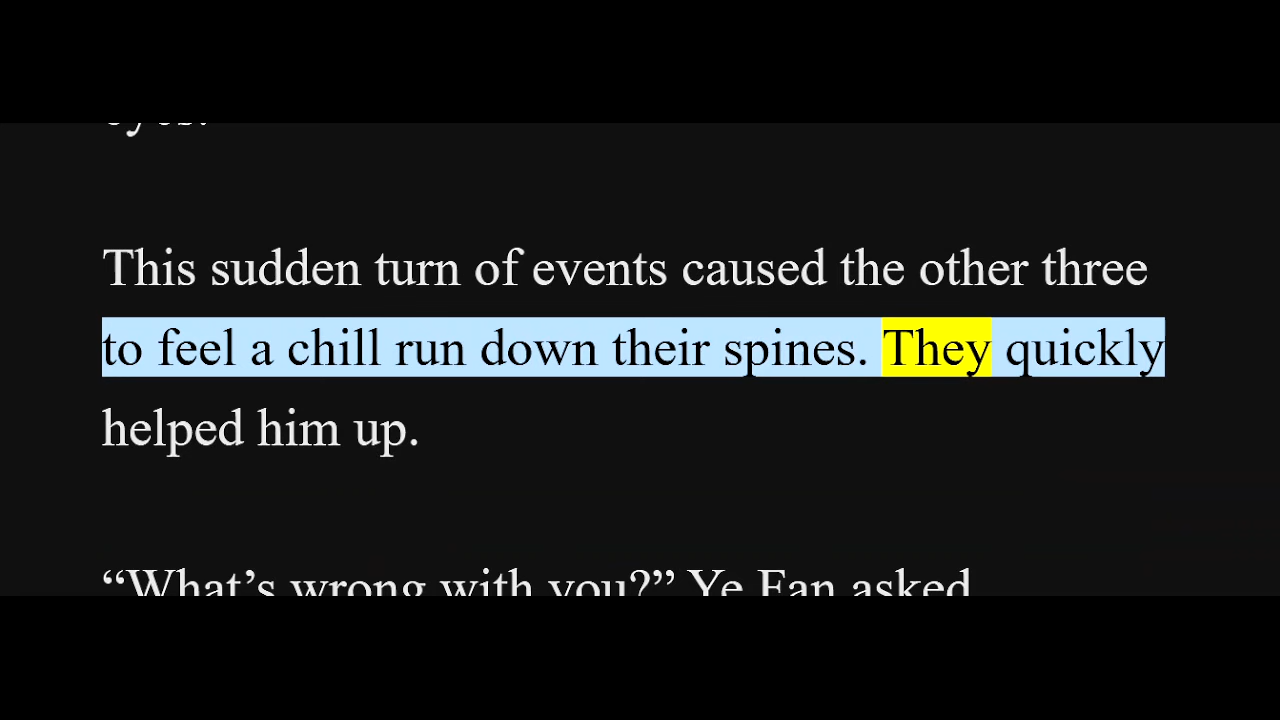 eyes.
This sudden turn of events caused the other three
to feel a chill run down their spines. They quickly
helped him up.
“What’s wrong with you?” Ye Fan asked